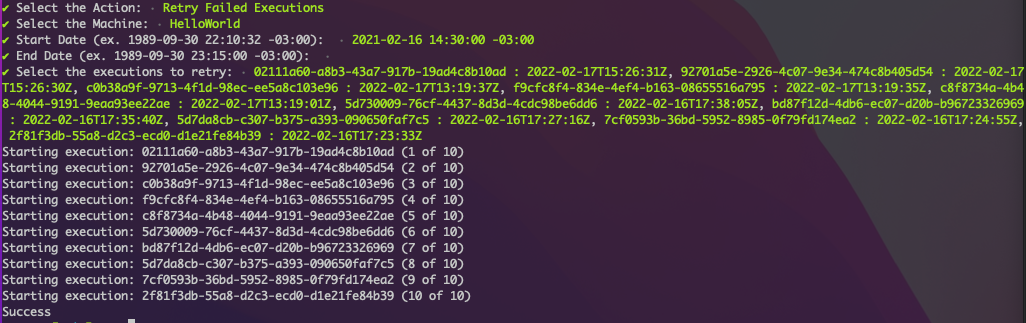 ✔ Select the Action: · Retry Failed Executions
✔ Select the Machine: · HelloWorld
✔ Start Date (ex. 1989-09-30 22:10:32 -03:00): · 2021-02-16 14:30:00 -03:00
✔ End Date (ex. 1989-09-30 23:15:00 -03:00): ·
✔ Select the executions to retry: · 02111a60-a8b3-43a7-917b-19ad4c8b10ad : 2022-02-17T15:26:31Z, 92701a5e-2926-4c07-9e34-474c8b405d54 : 2022-02-17
T15:26:30Z, c0b38a9f-9713-4f1d-98ec-ee5a8c103e96 : 2022-02-17T13:19:37Z, f9cfc8f4-834e-4ef4-b163-08655516a795 : 2022-02-17T13:19:35Z, c8f8734a-4b4
8-4044-9191-9eaa93ee22ae : 2022-02-17T13:19:01Z, 5d730009-76cf-4437-8d3d-4cdc98be6dd6 : 2022-02-16T17:38:05Z, bd87f12d-4db6-ec07-d20b-b96723326969
: 2022-02-16T17:35:40Z, 5d7da8cb-c307-b375-a393-090650faf7c5 : 2022-02-16T17:27:16Z, 7cf0593b-36bd-5952-8985-0f79fd174ea2 : 2022-02-16T17:24:55Z,
2f81f3db-55a8-d2c3-ecd0-d1e21fe84b39 : 2022-02-16T17:23:33Z
Starting execution: 02111a60-a8b3-43a7-917b-19ad4c8b10ad (1 of 10)
Starting execution: 92701a5e-2926-4c07-9e34-474c8b405d54 (2 of 10)
Starting execution: c0b38a9f-9713-4f1d-98ec-ee5a8c103e96 (3 of 10)
Starting execution: f9cfc8f4-834e-4ef4-b163-08655516a795 (4 of 10)
Starting execution: c8f8734a-4b48-4044-9191-9eaa93ee22ae (5 of 10)
Starting execution: 5d730009-76cf-4437-8d3d-4cdc98be6dd6 (6 of 10)
Starting execution: bd87f12d-4db6-ec07-d20b-b96723326969 (7 of 10)
Starting execution: 5d7da8cb-c307-b375-a393-090650faf7c5 (8 of 10)
Starting execution: 7cf0593b-36bd-5952-8985-0f79fd174ea2 (9 of 10)
Starting execution: 2f81f3db-55a8-d2c3-ecd0-d1e21fe84b39 (10 of 10)
Success